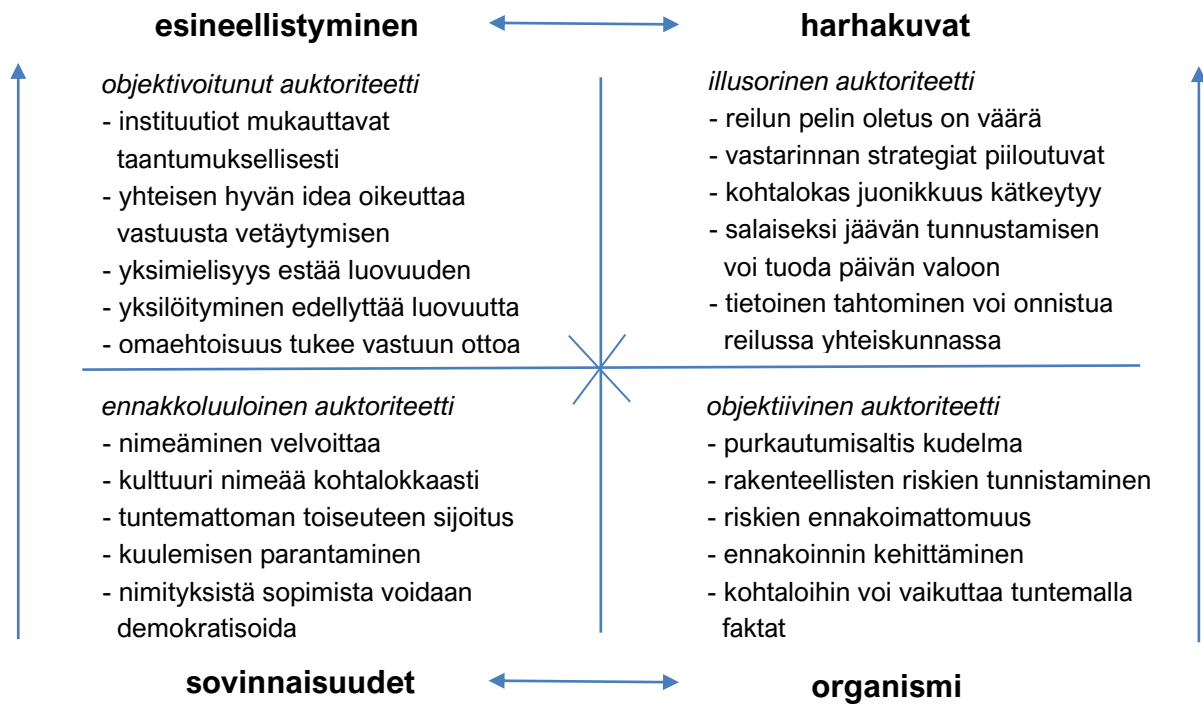 esineellistyminen
harhakuvat
objektivoitunut auktoriteetti
- instituutiot mukauttavat
taantumuksellisesti
- yhteisen hyvän idea oikeuttaa
vastuusta vetäytymisen
- yksimielisyys estää luovuuden
- yksilöityminen edellyttää luovuutta
- omaehtoisuus tukee vastuun ottoa
illusorinen auktoriteetti
- reilun pelin oletus on väärä
- vastarinnan strategiat piiloutuvat
- kohtalokas juonikkuus kätkeytyy
- salaiseksi jäävän tunnustamisen
voi tuoda päivän valoon
- tietoinen tahtominen voi onnistua
reilussa yhteiskunnassa
ennakkoluuloinen auktoriteetti
- nimeäminen velvoittaa
- kulttuuri nimeää kohtalokkaasti
- tuntemattoman toiseuteen sijoitus
- kuulemisen parantaminen
- nimityksistä sopimista voidaan
demokratisoida
objektiivinen auktoriteetti
- purkautumisaltis kudelma
- rakenteellisten riskien tunnistaminen
- riskien ennakoimattomuus
- ennakoinnin kehittäminen
- kohtaloihin voi vaikuttaa tuntemalla
faktat
sovinnaisuudet
organismi